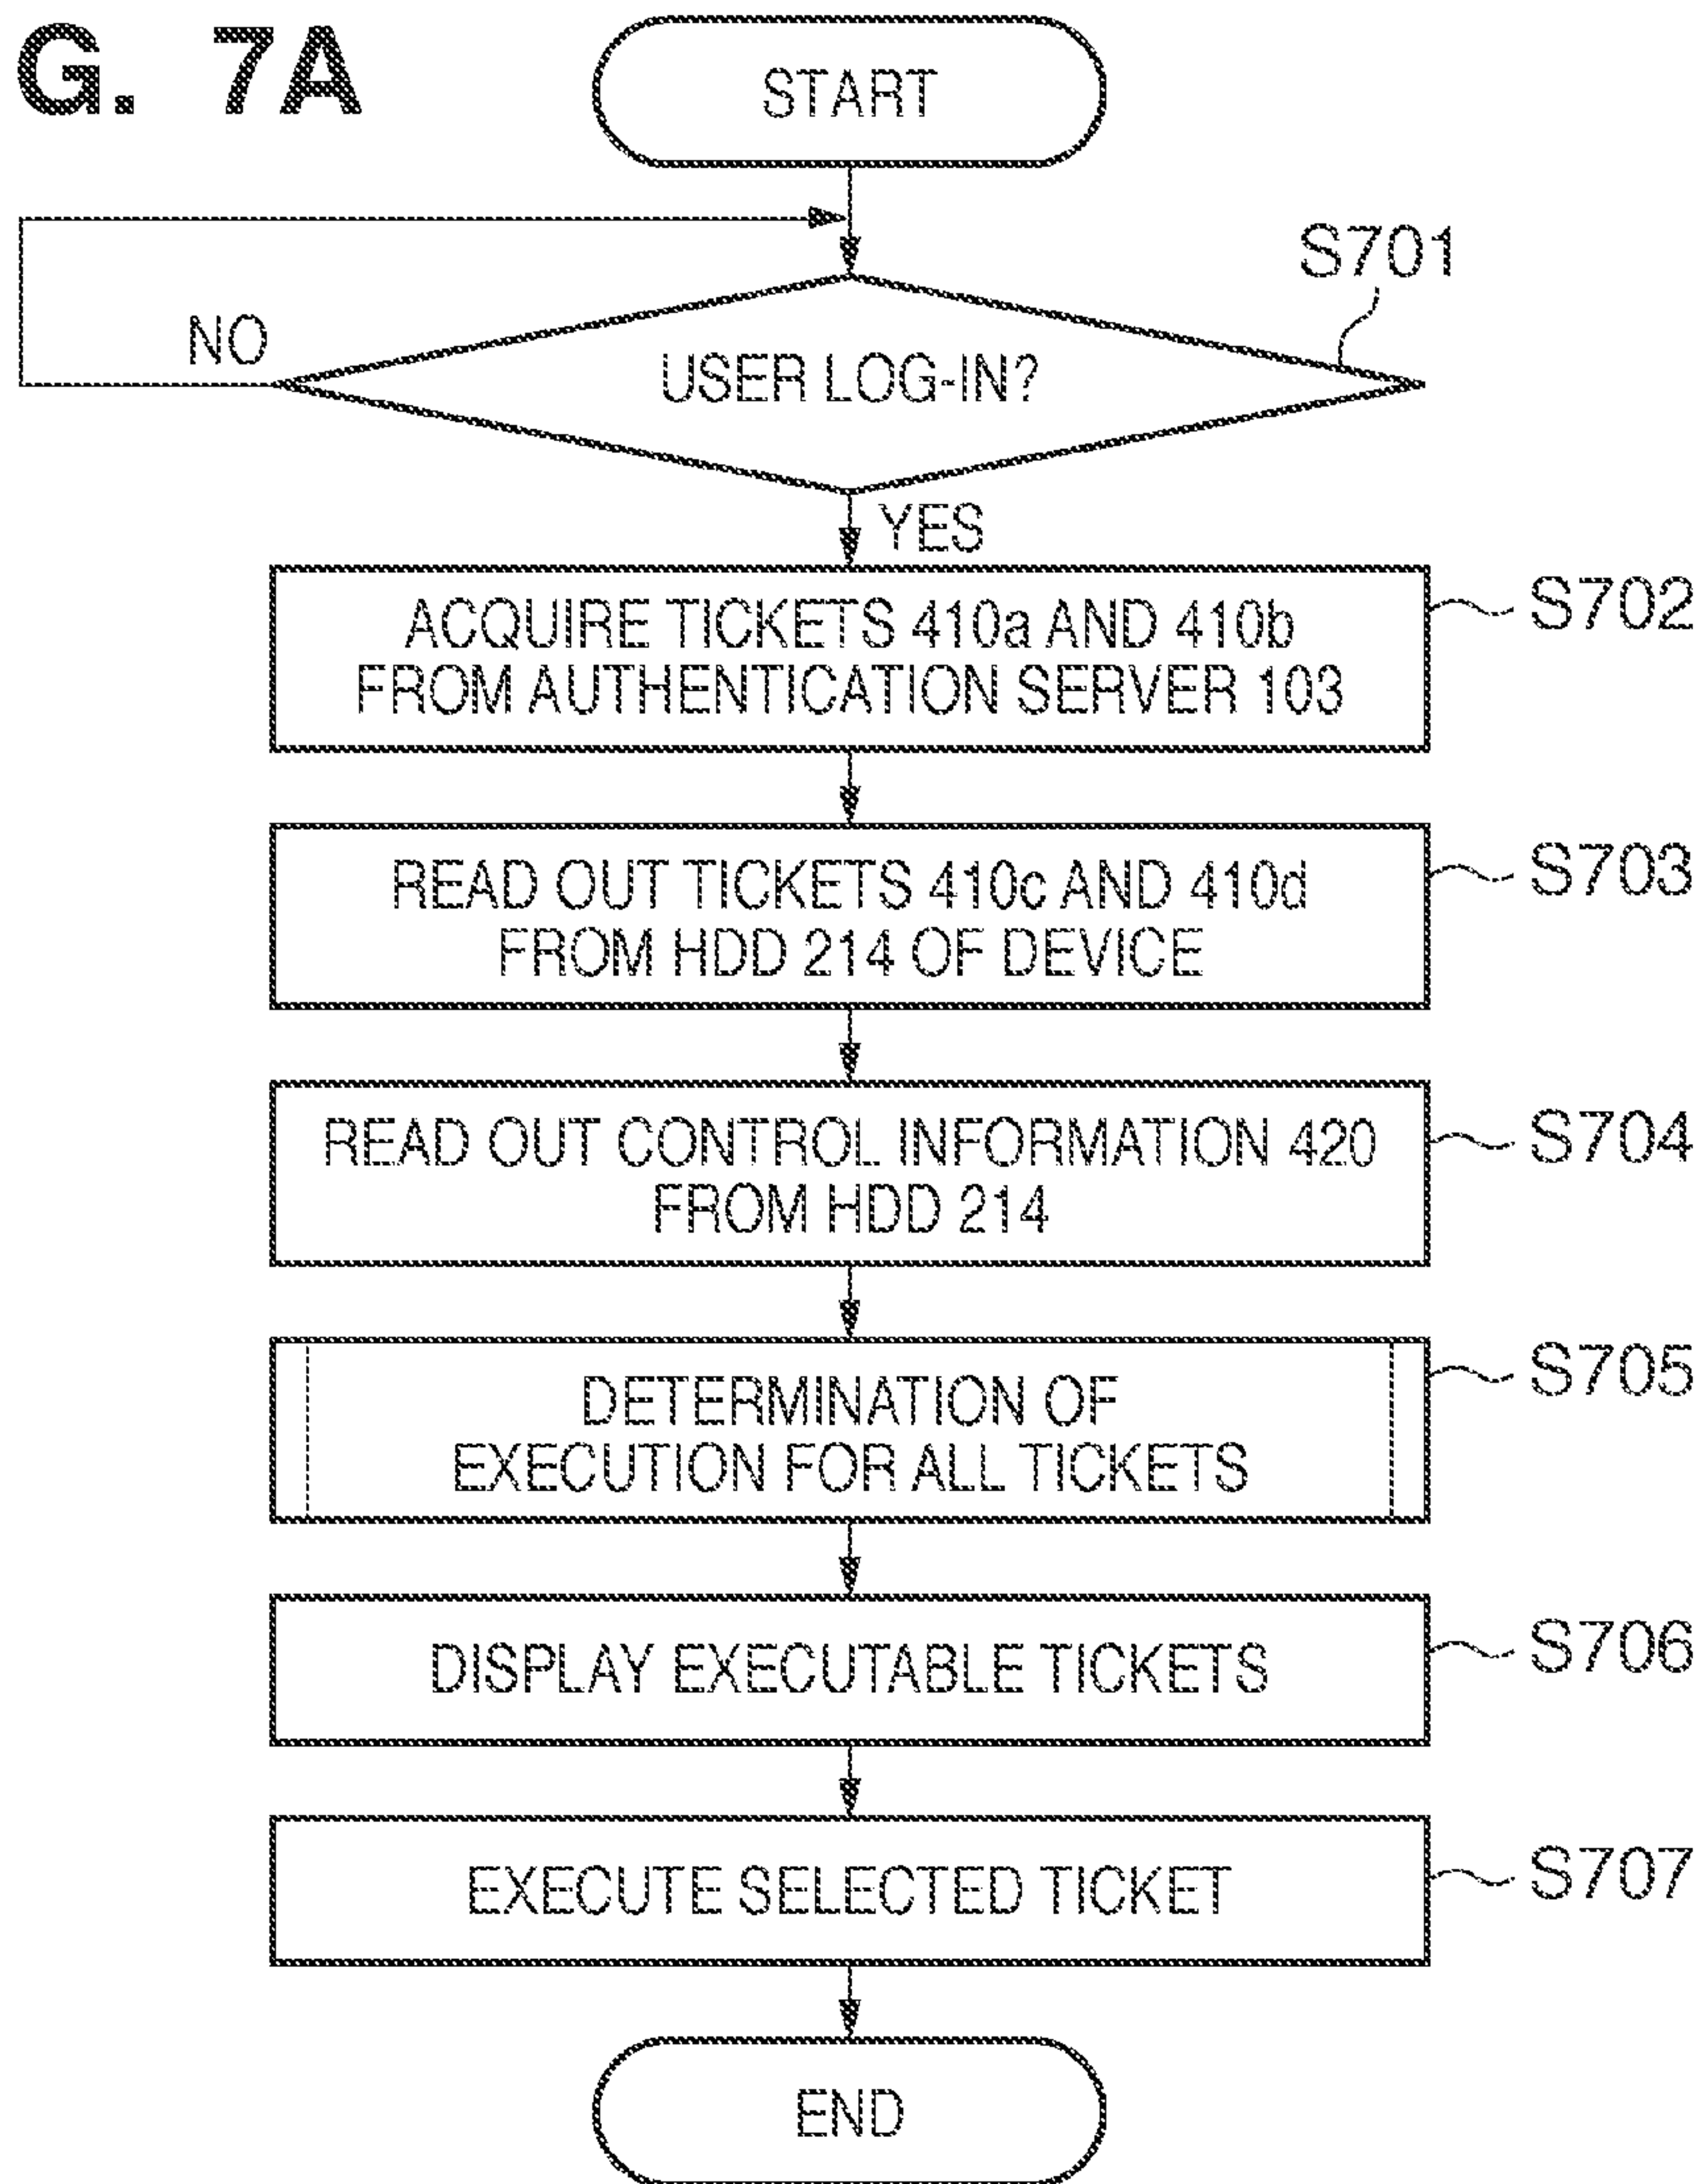 G. 7A
START
S701
NO
USER LOG-IN?
YES
ACQUIRE TICKETS 410a AND 410b
FROM AUTHENTICATION SERVER 103
S702
READ OUT TICKETS 410c AND 410d
FROM HDD 214 OF DEVICE
S703
READ OUT CONTROL INFORMATION 420
FROM HDD 214
S704
DETERMINATION OF
EXECUTION FOR ALL TICKETS
S705
DISPLAY EXECUTABLE TICKETS
S706
EXECUTE SELECTED TICKET
S707
END